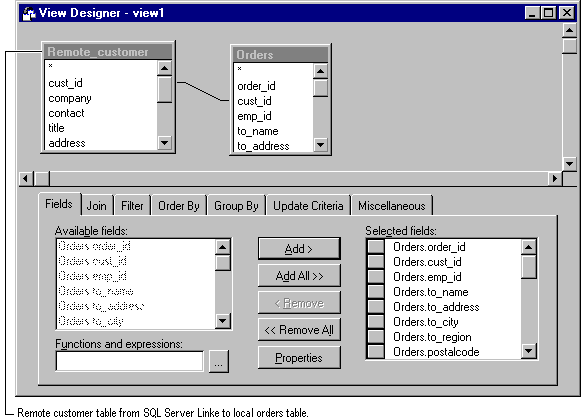 View Designer - view1
Remote_customer
*
cust_id
company
contact
title
address
Orders
*
order_id
cust_id
emp_id
to_name
to_address
Fields
Join
Filter
Order By
Group By
Update Criteria
Miscellaneous
Available fields:
Orders.order_id
Orders.cust_id
Orders.emp_id
Orders.to_name
Orders.to_address
Orders.to_city
Functions and expressions:
...
Add >
Add All >>
< Remove
<< Remove All
Properties
Selected fields:
Orders.order_id
Orders.cust_id
Orders.emp_id
Orders.to_name
Orders.to_address
Orders.to_city
Orders.to_region
Orders.postalcode
Remote customer table from SQL Server Linke to local orders table.